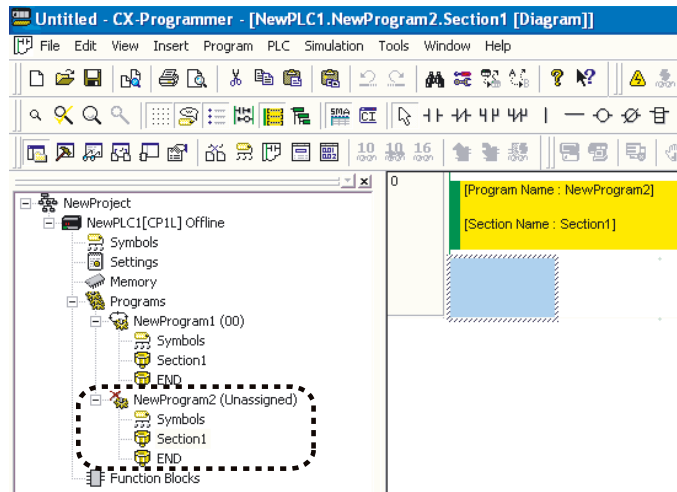 Untitled - CX-Programmer - [NewPLC1.NewProgram2.Section1 [Diagram]]
File Edit View Insert Program PLC Simulation Tools Window Help
SMA CI
10 10 16
NewProject
NewPLC1[CP1L] Offline
Symbols
Settings
Memory
Programs
NewProgram1 (00)
Symbols
Section1
END
NewProgram2 (Unassigned)
Symbols
Section1
END
Function Blocks
0
[Program Name : NewProgram2]
[Section Name : Section1]